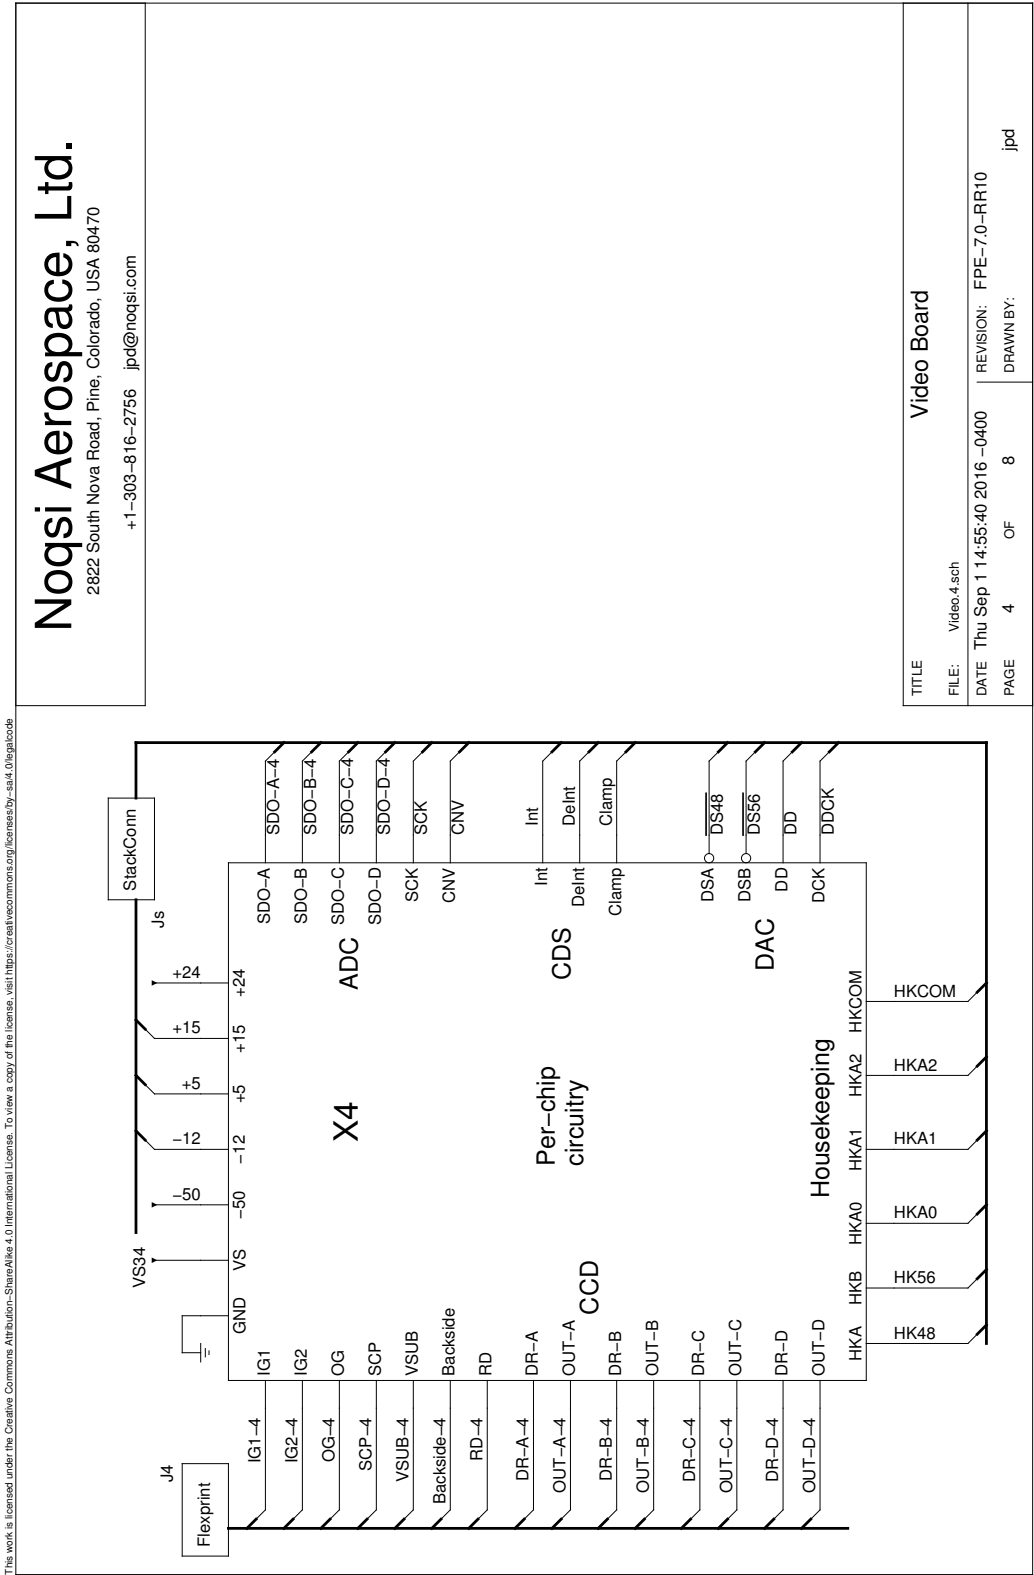 This work is licensed under the Creative Commons Attribution–ShareAlike 4.0 International License. To view a copy of the license, visit https://creativecommons.org/licenses/by–sa/4.0/legalcode
Noqsi Aerospace, Ltd.
2822 South Nova Road, Pine, Colorado, USA 80470
+1–303–816–2756 jpd@noqsi.com
J4
Flexprint
StackConn
Js
VS34
–50
–12
+5
+15
+24
GND
VS
–50
–12
+5
+15
+24
IG1–4
IG1
IG2–4
IG2
OG–4
OG
SCP–4
SCP
VSUB–4
VSUB
Backside–4
Backside
RD–4
RD
DR–A–4
DR–A
OUT–A–4
OUT–A
DR–B–4
DR–B
OUT–B–4
OUT–B
DR–C–4
DR–C
OUT–C–4
OUT–C
DR–D–4
DR–D
OUT–D–4
OUT–D
CCD
X4
Per–chip
circuitry
ADC
CDS
DAC
Housekeeping
SDO–A
SDO–A–4
SDO–B
SDO–B–4
SDO–C
SDO–C–4
SDO–D
SDO–D–4
SCK
SCK
CNV
CNV
Int
Int
DeInt
DeInt
Clamp
Clamp
DSA
DS48
DSB
DS56
DD
DD
DCK
DDCK
HKA
HKB
HKA0
HKA1
HKA2
HKCOM
HK48
HK56
HKA0
HKA1
HKA2
HKCOM
TITLE
Video Board
FILE: Video.4.sch
DATE Thu Sep 1 14:55:40 2016 –0400
REVISION: FPE–7.0–RR10
PAGE 4 OF 8
DRAWN BY: jpd